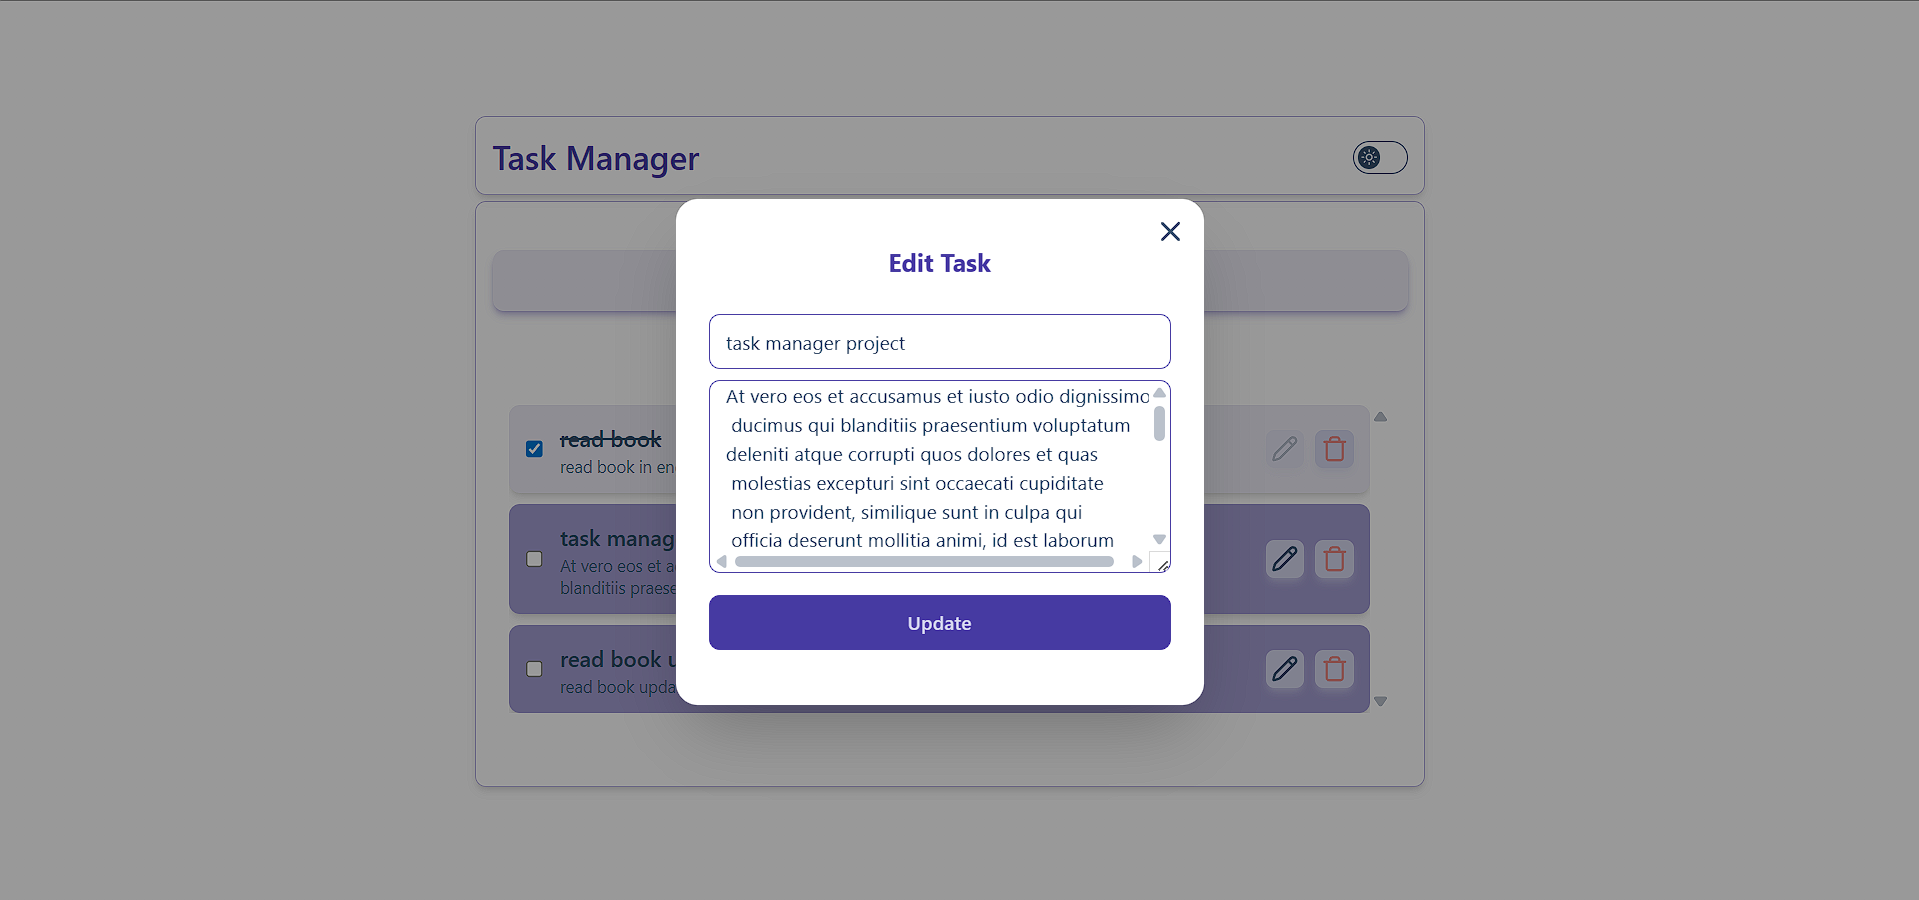 Task Manager
Edit Task
task manager project
At vero eos et accusamus et iusto odio dignissimo
ducimus qui blanditiis praesentium voluptatum
deleniti atque corrupti quos dolores et quas
molestias excepturi sint occaecati cupiditate
non provident, similique sunt in culpa qui
officia deserunt mollitia animi, id est laborum
Update
read book
read book in en
task manag
At vero eos et a
blanditiis praese
read book u
read book upda